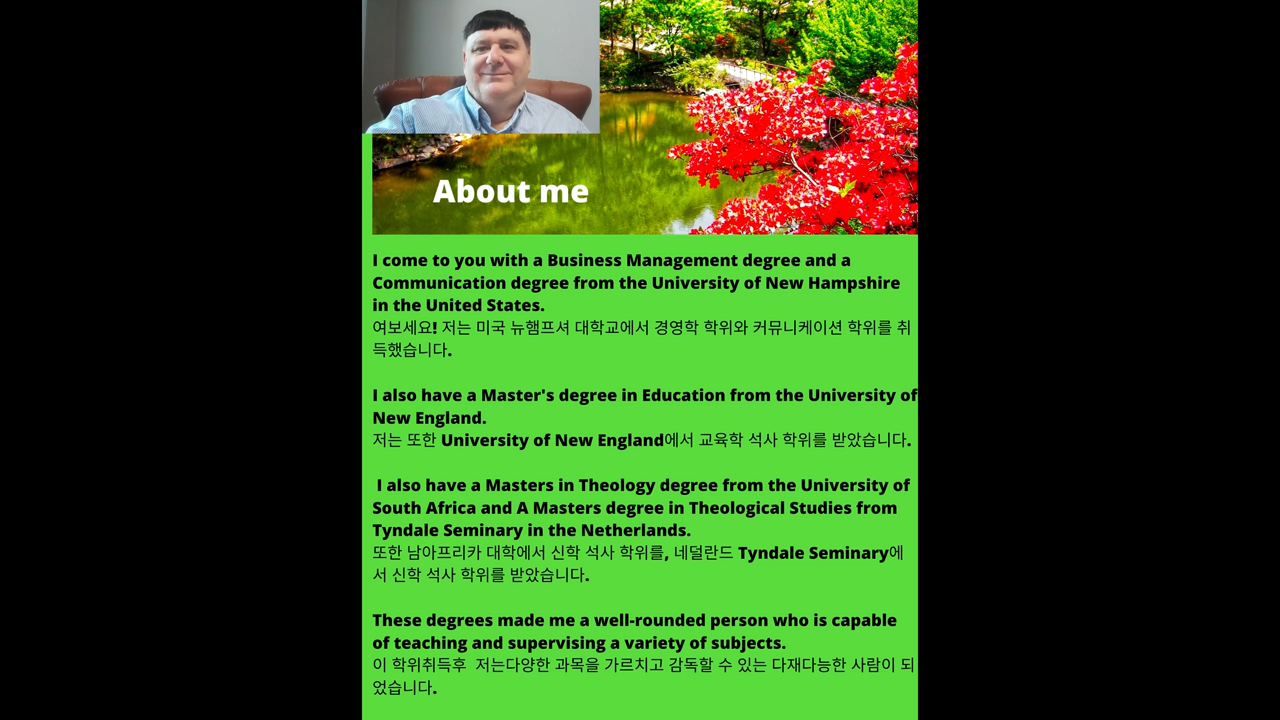 About me
I come to you with a Business Management degree and a
Communication degree from the University of New Hampshire
in the United States.
여보세요! 저는 미국 뉴햄프셔 대학교에서 경영학 학위와 커뮤니케이션 학위를 취
득했습니다.
I also have a Master's degree in Education from the University of
New England.
저는 또한 University of New England에서 교육학 석사 학위를 받았습니다.
I also have a Masters in Theology degree from the University of
South Africa and A Masters degree in Theological Studies from
Tyndale Seminary in the Netherlands.
또한 남아프리카 대학에서 신학 석사 학위를, 네덜란드 Tyndale Seminary에
서 신학 석사 학위를 받았습니다.
These degrees made me a well-rounded person who is capable
of teaching and supervising a variety of subjects.
이 학위취득후  저는다양한 과목을 가르치고 감독할 수 있는 다재다능한 사람이 되
었습니다.